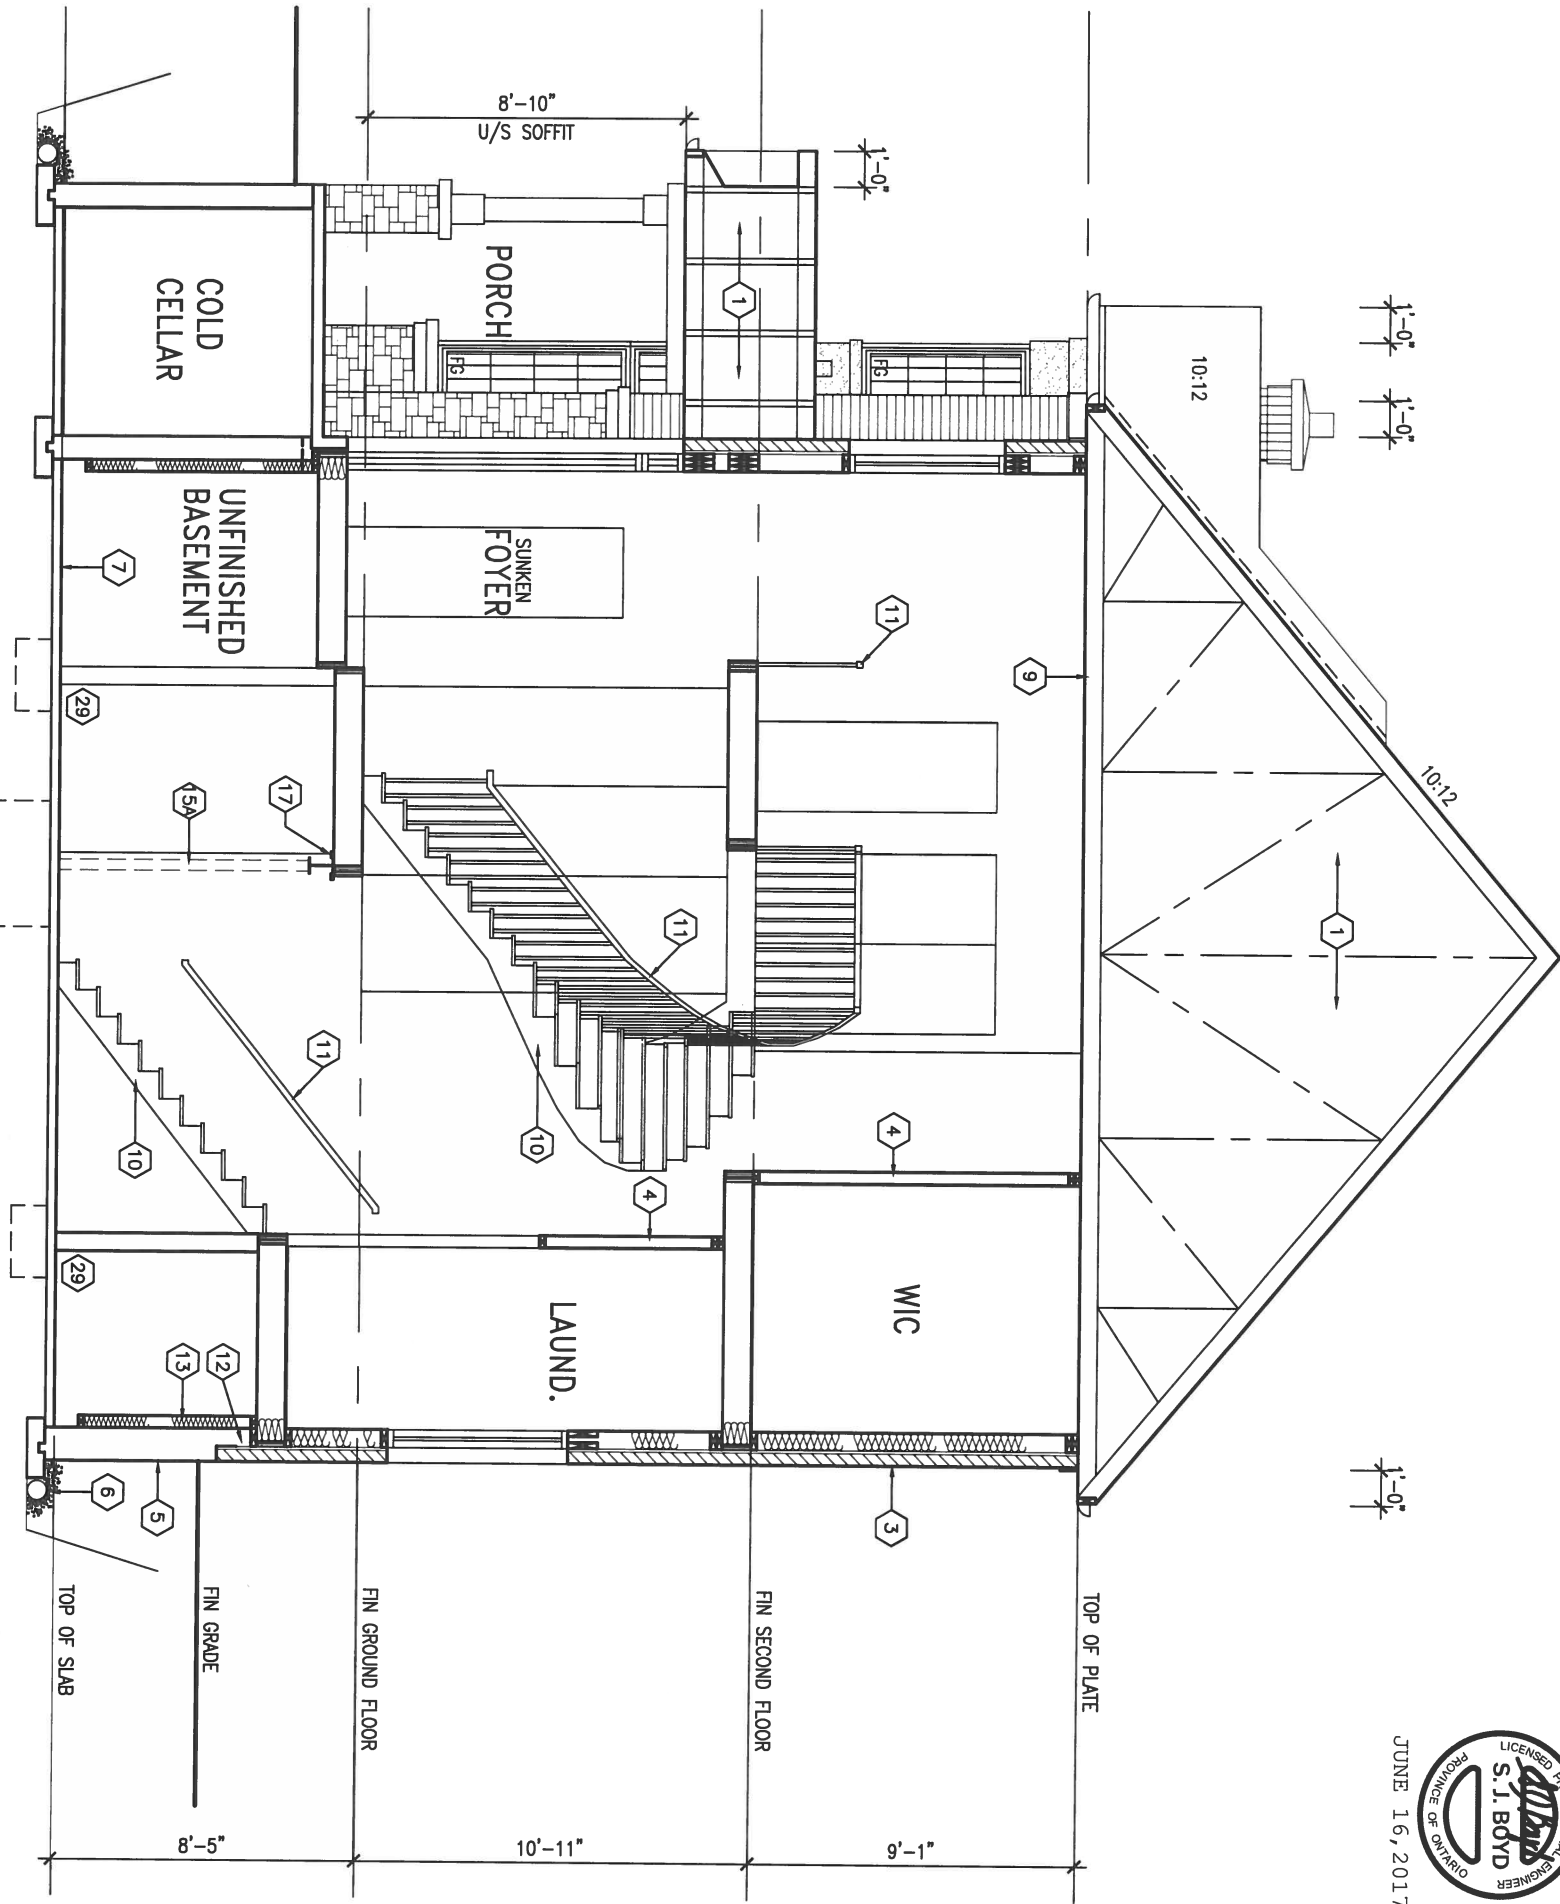 1'-0"
1'-0"
1'-0"
10:12
10:12
1
JUNE 16, 2017
LICENSED
ENGINEER
S. J. BOYD
PROVINCE OF ONTARIO
1'-0"
8'-10"
U/S SOFFIT
1
PORCH
FG
FG
9
11
SUNKEN
FOYER
11
10
4
4
WIC
LAUND.
3
TOP OF PLATE
FIN SECOND FLOOR
FIN GROUND FLOOR
FIN GRADE
TOP OF SLAB
9'-1"
10'-11"
8'-5"
COLD
CELLAR
UNFINISHED
BASEMENT
7
29
15A
17
11
10
29
12
13
5
6